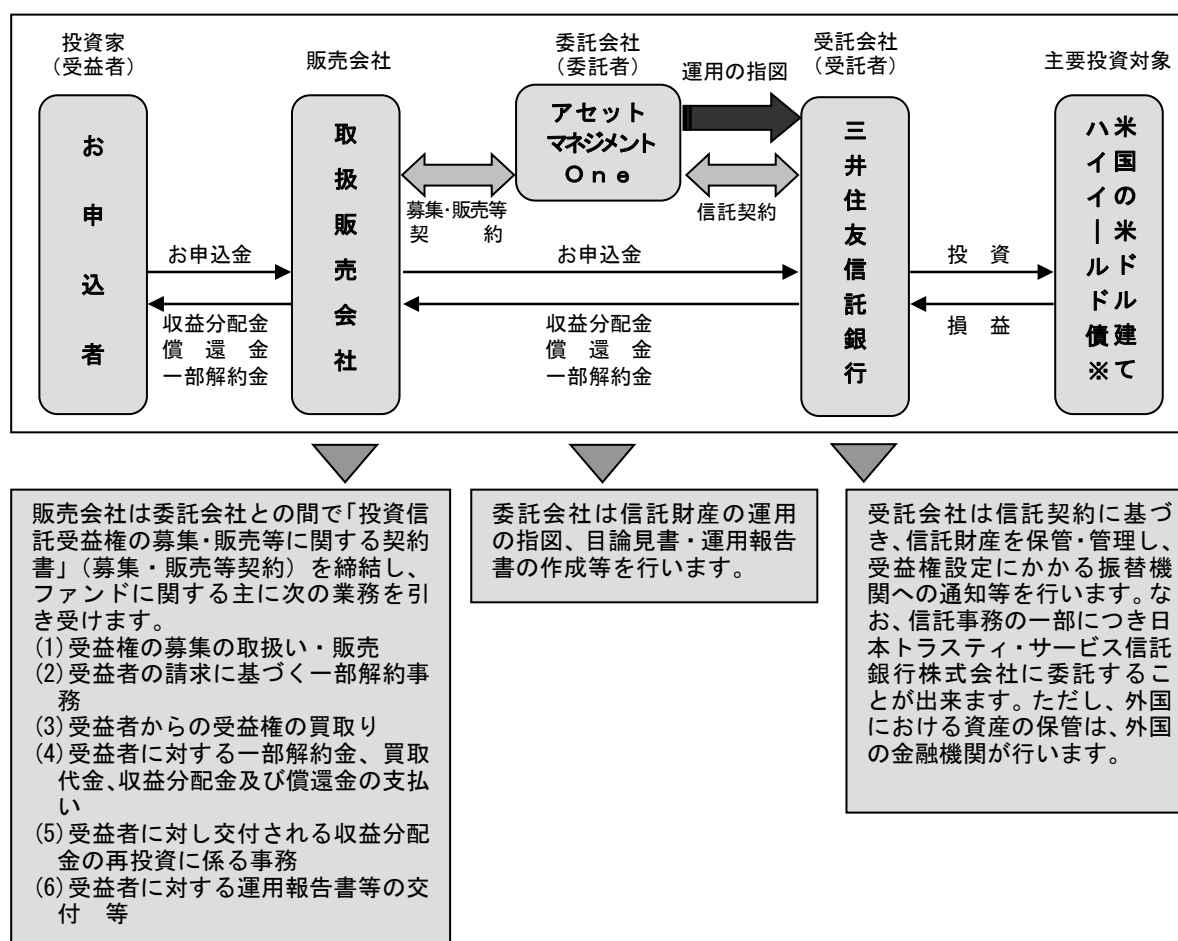 投資家
（受益者）
販売会社
委託会社
（委託者）
受託会社
（受託者）
主要投資対象
お申込者
取扱販売会社
アセット
マネジメント
Ｏｎｅ
運用の指図
三井住友信託銀行
米国の米ドル建て
ハイイールド債※
募集・販売等
契　約
信託契約
お申込金
お申込金
投　資
収益分配金
償　還　金
一部解約金
収益分配金
償　還　金
一部解約金
損　益
販売会社は委託会社との間で「投資信
託受益権の募集・販売等に関する契約
書」（募集・販売等契約）を締結し、
ファンドに関する主に次の業務を引
き受けます。
(1)受益権の募集の取扱い・販売
(2)受益者の請求に基づく一部解約事
務
(3)受益者からの受益権の買取り
(4)受益者に対する一部解約金、買取
代金、収益分配金及び償還金の支払
い
(5)受益者に対し交付される収益分配
金の再投資に係る事務
(6)受益者に対する運用報告書等の交
付　等
委託会社は信託財産の運用
の指図、目論見書・運用報告
書の作成等を行います。
受託会社は信託契約に基づ
き、信託財産を保管・管理し、
受益権設定にかかる振替機
関への通知等を行います。な
お、信託事務の一部につき日
本トラスティ・サービス信託
銀行株式会社に委託するこ
とが出来ます。ただし、外国
における資産の保管は、外国
の金融機関が行います。